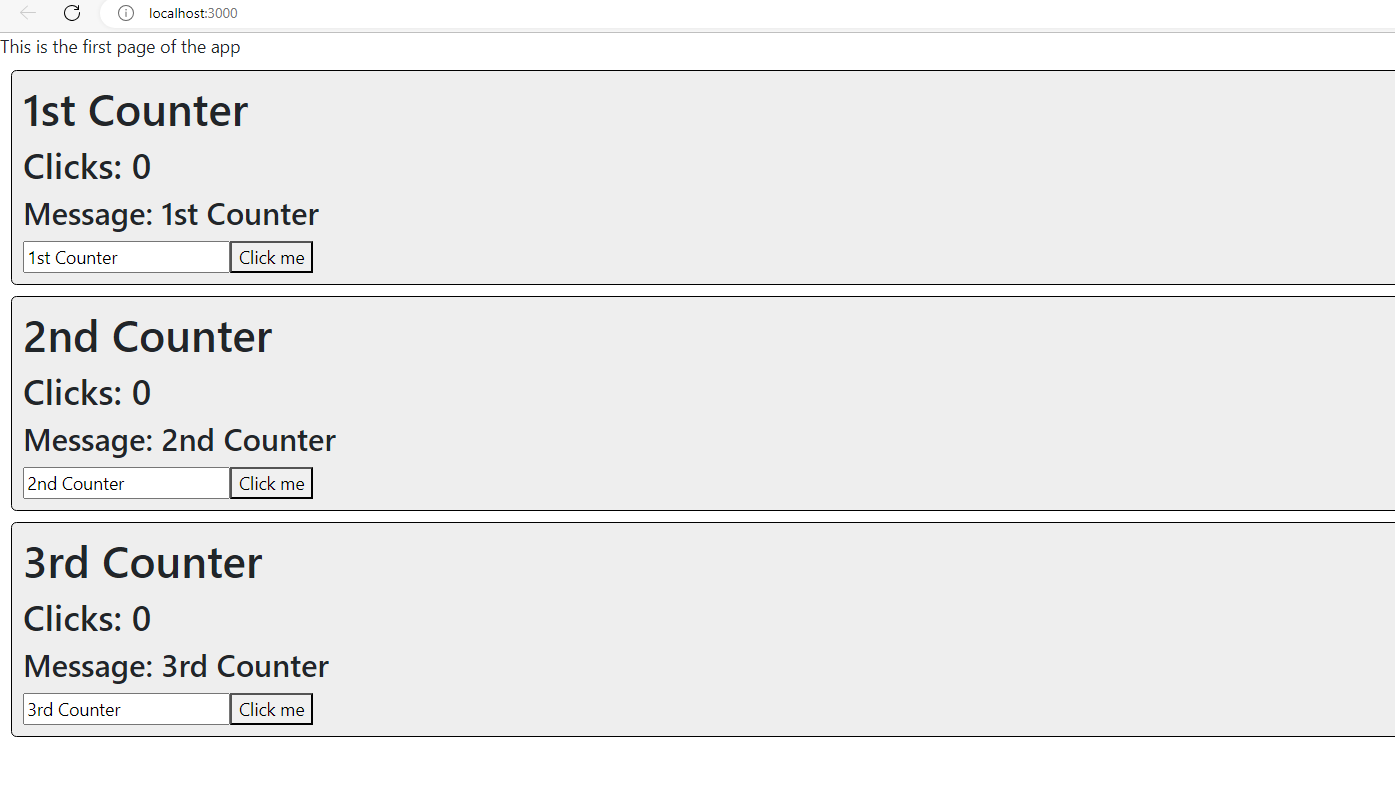 localhost:3000
This is the first page of the app
1st Counter
Clicks: 0
Message: 1st Counter
1st Counter Click me
2nd Counter
Clicks: 0
Message: 2nd Counter
2nd Counter Click me
3rd Counter
Clicks: 0
Message: 3rd Counter
3rd Counter Click me